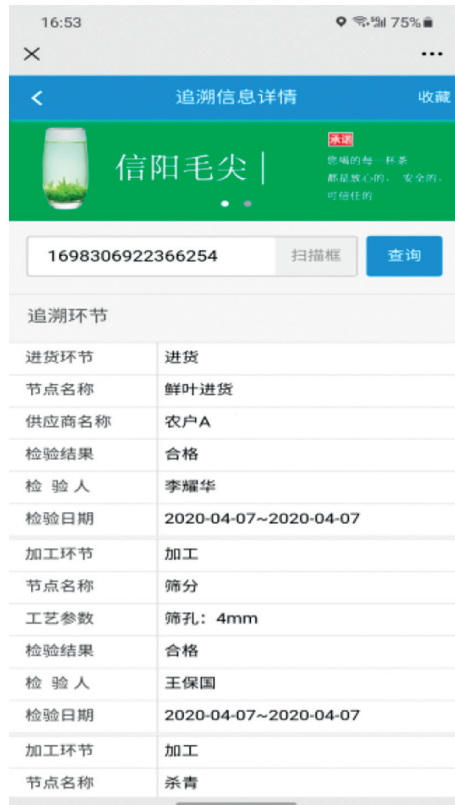 16:53
75%
追溯信息详情 收藏
信阳毛尖
承诺
您喝的每一杯茶
都是放心的、安全的、
可信任的
1698306922366254 扫描框 查询
追溯环节
进货环节 进货
节点名称 鲜叶进货
供应商名称 农户A
检验结果 合格
检 验 人 李耀华
检验日期 2020-04-07~2020-04-07
加工环节 加工
节点名称 筛分
工艺参数 筛孔：4mm
检验结果 合格
检 验 人 王保国
检验日期 2020-04-07~2020-04-07
加工环节 加工
节点名称 杀青